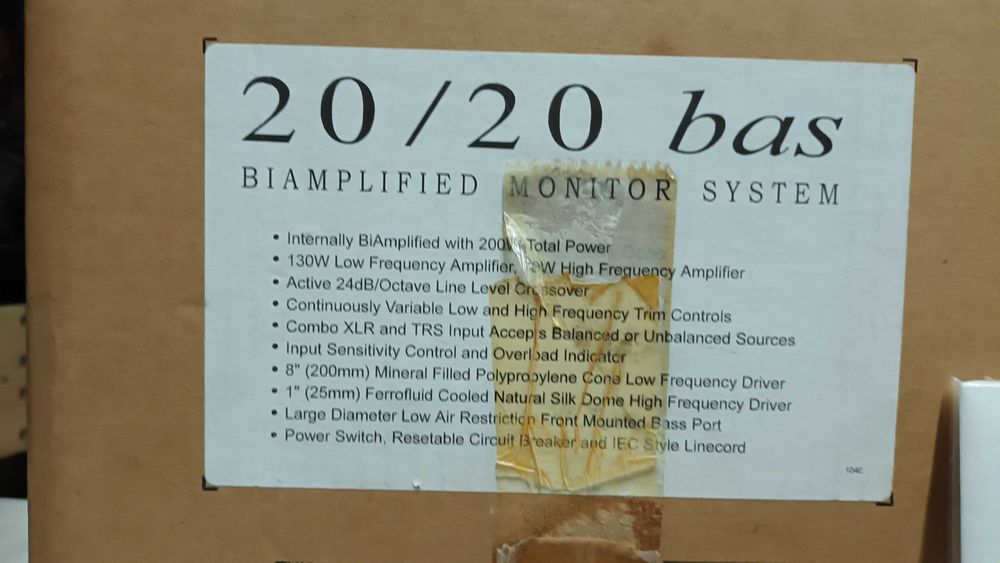 20/20 bas
BIAMPLIFIED MONITOR SYSTEM
• Internally BiAmplified with 200W Total Power
• 130W Low Frequency Amplifier, W High Frequency Amplifier
• Active 24dB/Octave Line Level Crossover
• Continuously Variable Low and High Frequency Trim Controls
• Combo XLR and TRS Input Accep s Balanced or Unbalanced Sources
• Input Sensitivity Control and Overload Indicator
• 8" (200mm) Mineral Filled Polypropylene Cone Low Frequency Driver
• 1" (25mm) Ferrofluid Cooled Natural Silk Dome High Frequency Driver
• Large Diameter Low Air Restriction Front Mounted Bass Port
• Power Switch, Resetable Circuit Breaker and IEC Style Linecord